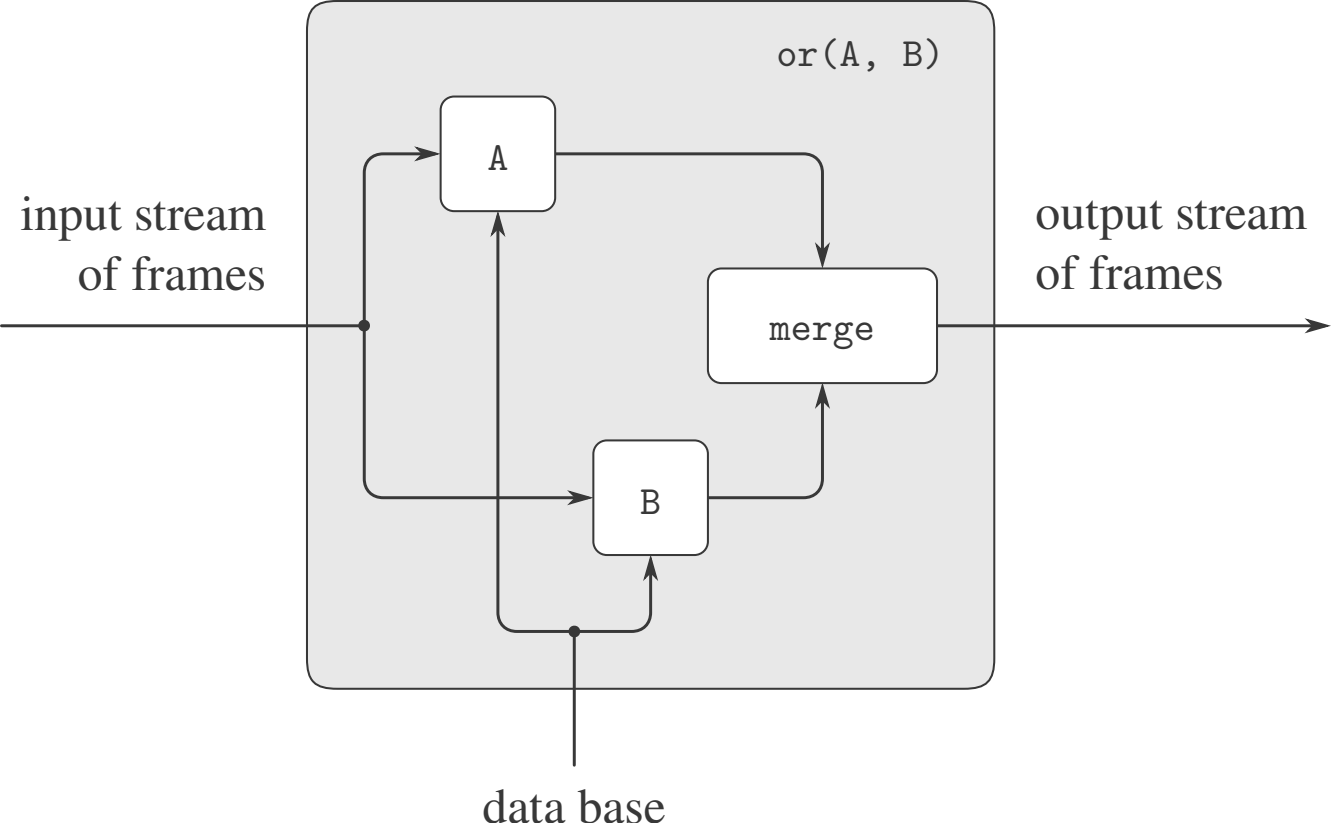 or(A, B)
A
input stream
of frames
output stream
of frames
merge
B
data base